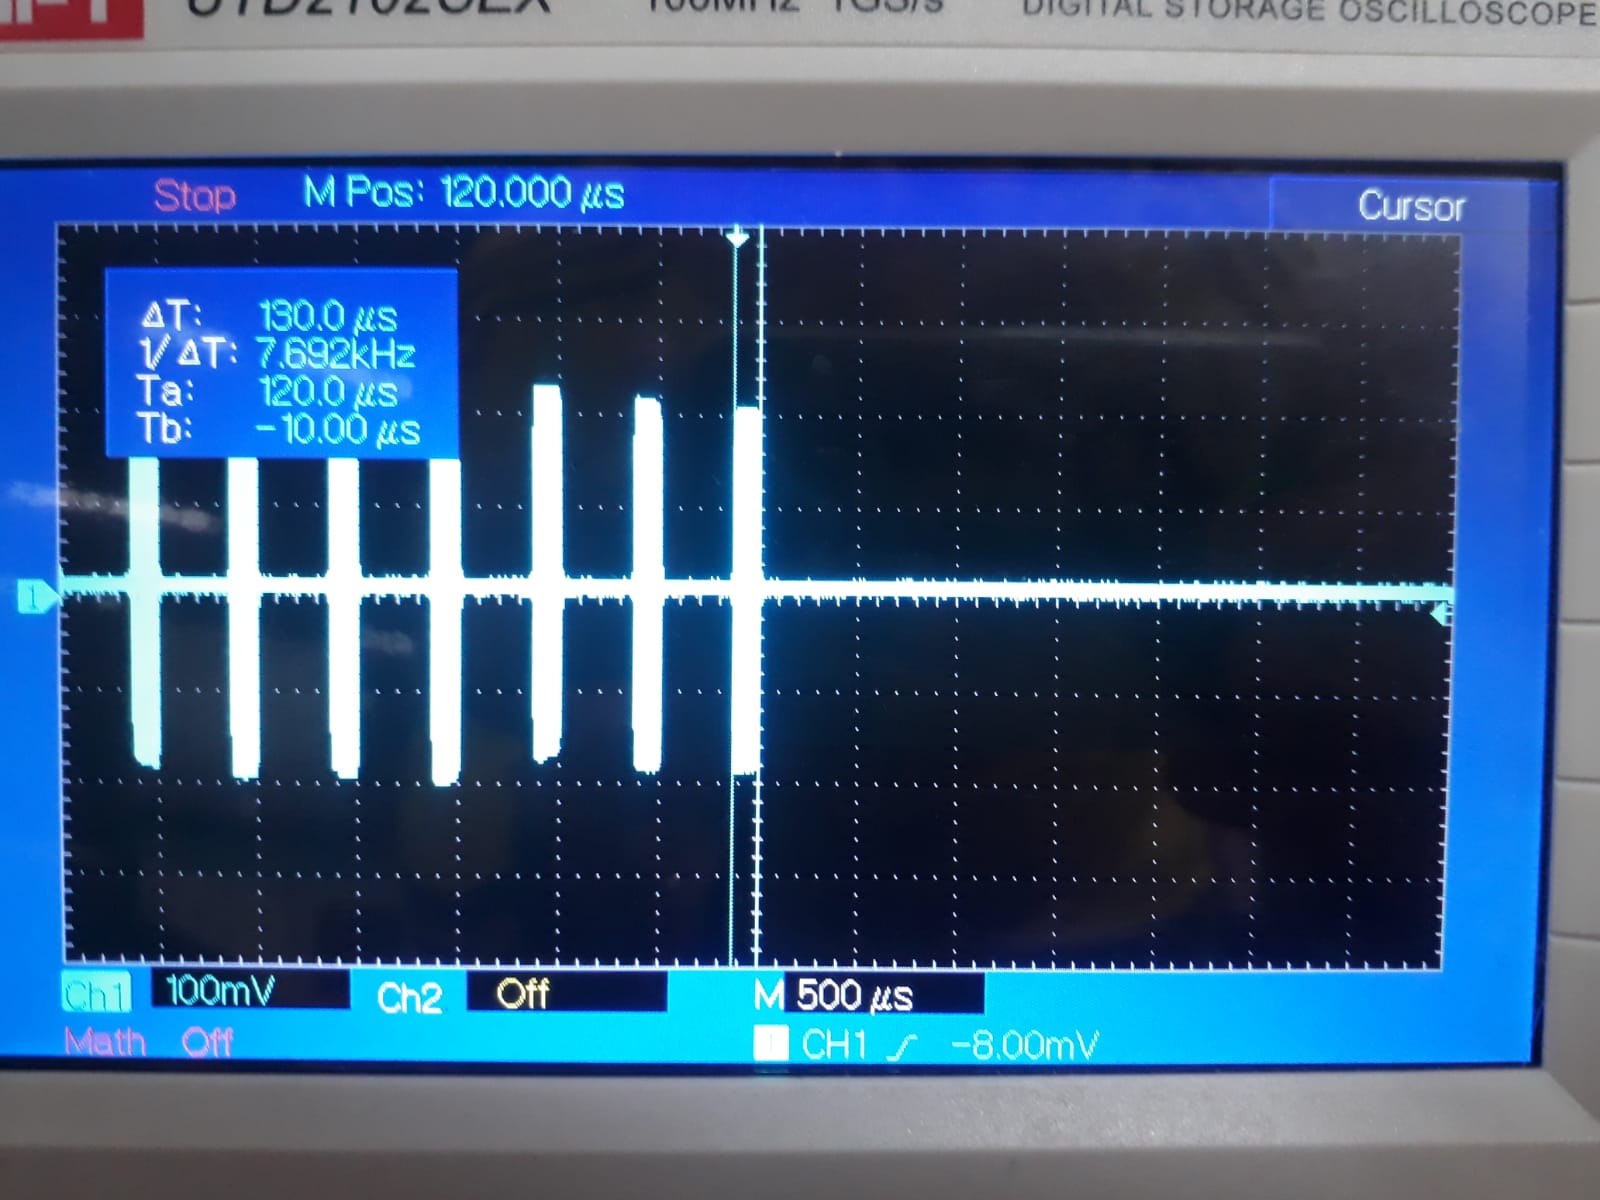 UTD2102CEX 100MHz 1GS/s DIGITAL STORAGE OSCILLOSCOPE
Stop M Pos: 120.000 µs Cursor
ΔT: 130.0 µs
1/ΔT: 7.692kHz
Ta: 120.0 µs
Tb: -10.00 µs
1
Ch1 100mV Ch2 Off M 500 µs
Math Off CH1 -8.00mV